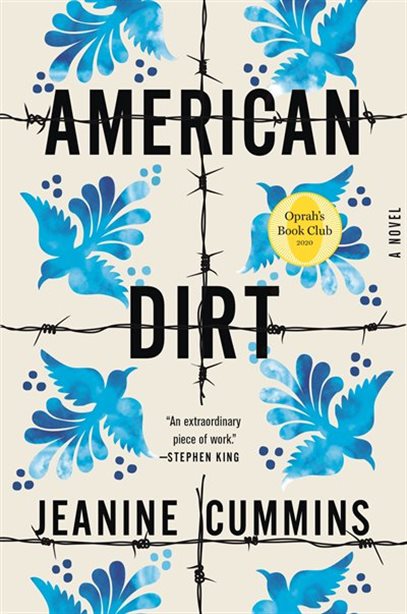 AMERICAN
Oprah's
Book Club
2020
A NOVEL
DIRT
"An extraordinary
piece of work."
—STEPHEN KING
JEANINE CUMMINS